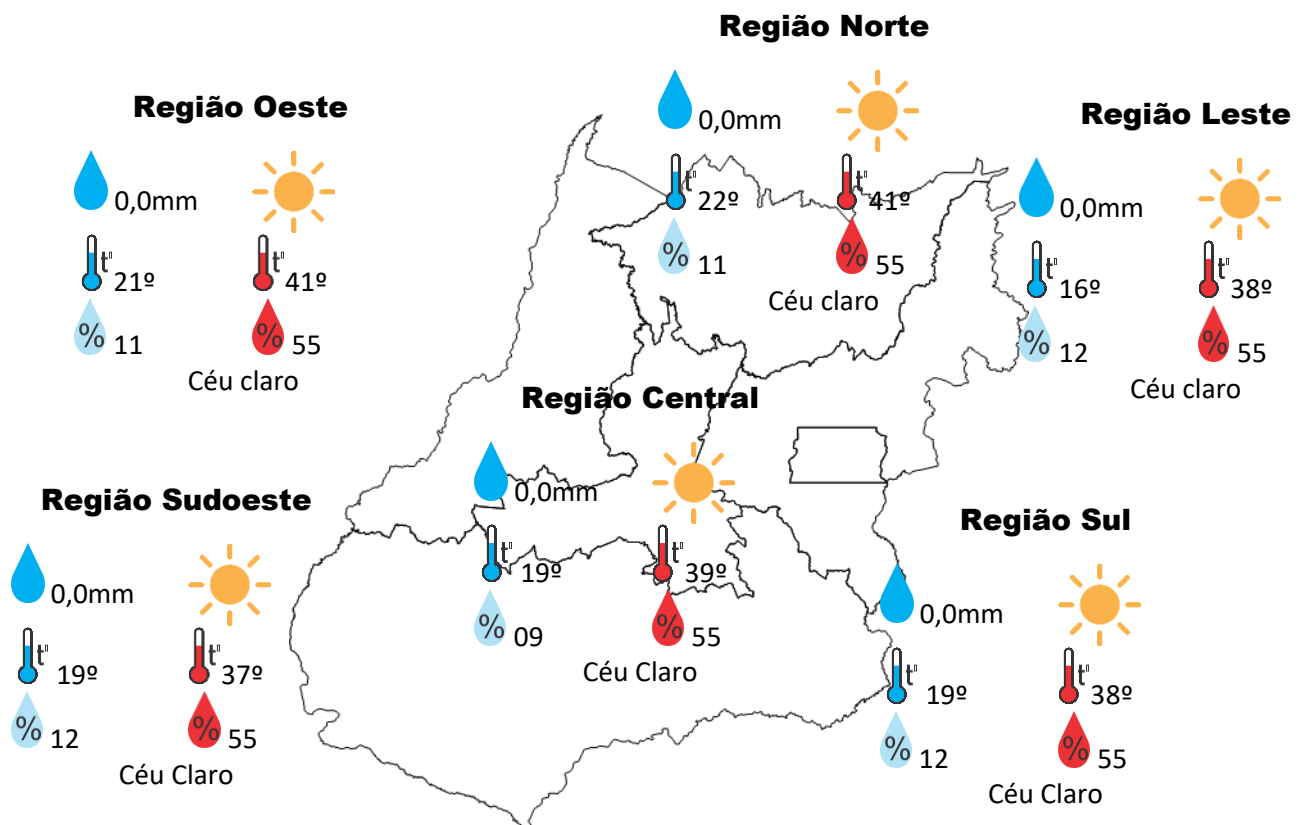 Região Norte
0,0mm
t°
22º
t°
41º
%
11
%
55
Céu claro
Região Oeste
0,0mm
t°
21º
t°
41º
%
11
%
55
Céu claro
Região Leste
0,0mm
t°
16º
t°
38º
%
12
%
55
Céu claro
Região Central
0,0mm
t°
19º
t°
39º
%
09
%
55
Céu Claro
Região Sudoeste
0,0mm
t°
19º
t°
37º
%
12
%
55
Céu Claro
Região Sul
0,0mm
t°
19º
t°
38º
%
12
%
55
Céu Claro